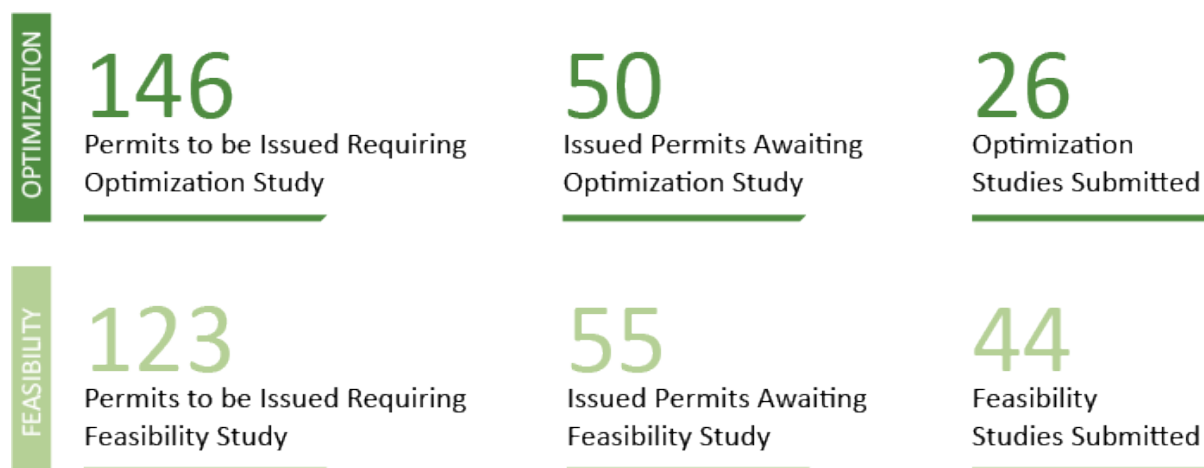 OPTIMIZATION
146
Permits to be Issued Requiring
Optimization Study
50
Issued Permits Awaiting
Optimization Study
26
Optimization
Studies Submitted
FEASIBILITY
123
Permits to be Issued Requiring
Feasibility Study
55
Issued Permits Awaiting
Feasibility Study
44
Feasibility
Studies Submitted